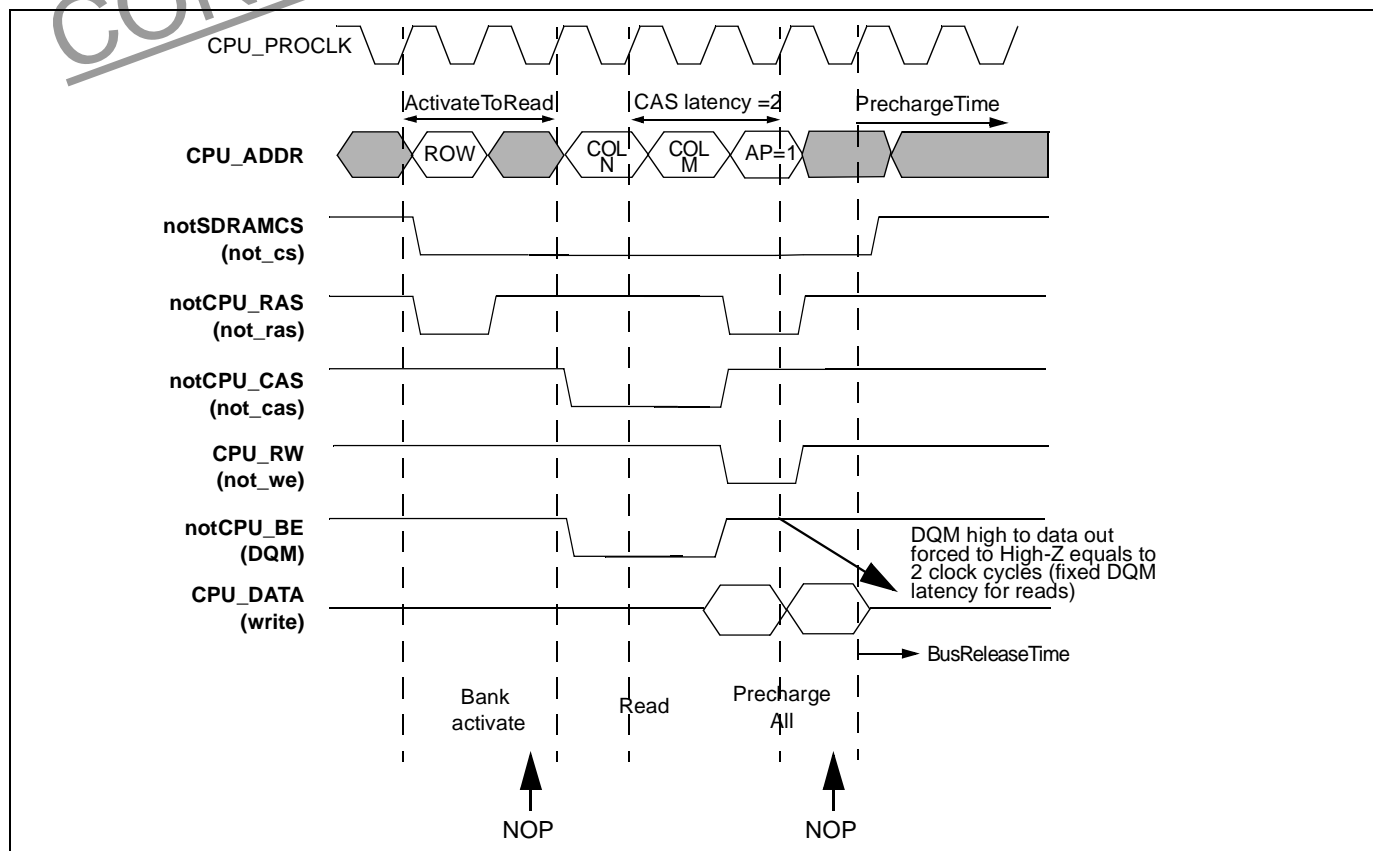 CPU_PROCLK
ActivateToRead
CAS latency =2
PrechargeTime
CPU_ADDR
ROW
COL
N
COL
M
AP=1
notSDRAMCS
(not_cs)
notCPU_RAS
(not_ras)
notCPU_CAS
(not_cas)
CPU_RW
(not_we)
notCPU_BE
(DQM)
DQM high to data out
forced to High-Z equals to
2 clock cycles (fixed DQM
latency for reads)
CPU_DATA
(write)
BusReleaseTime
Bank
activate
Read
Precharge
All
NOP
NOP